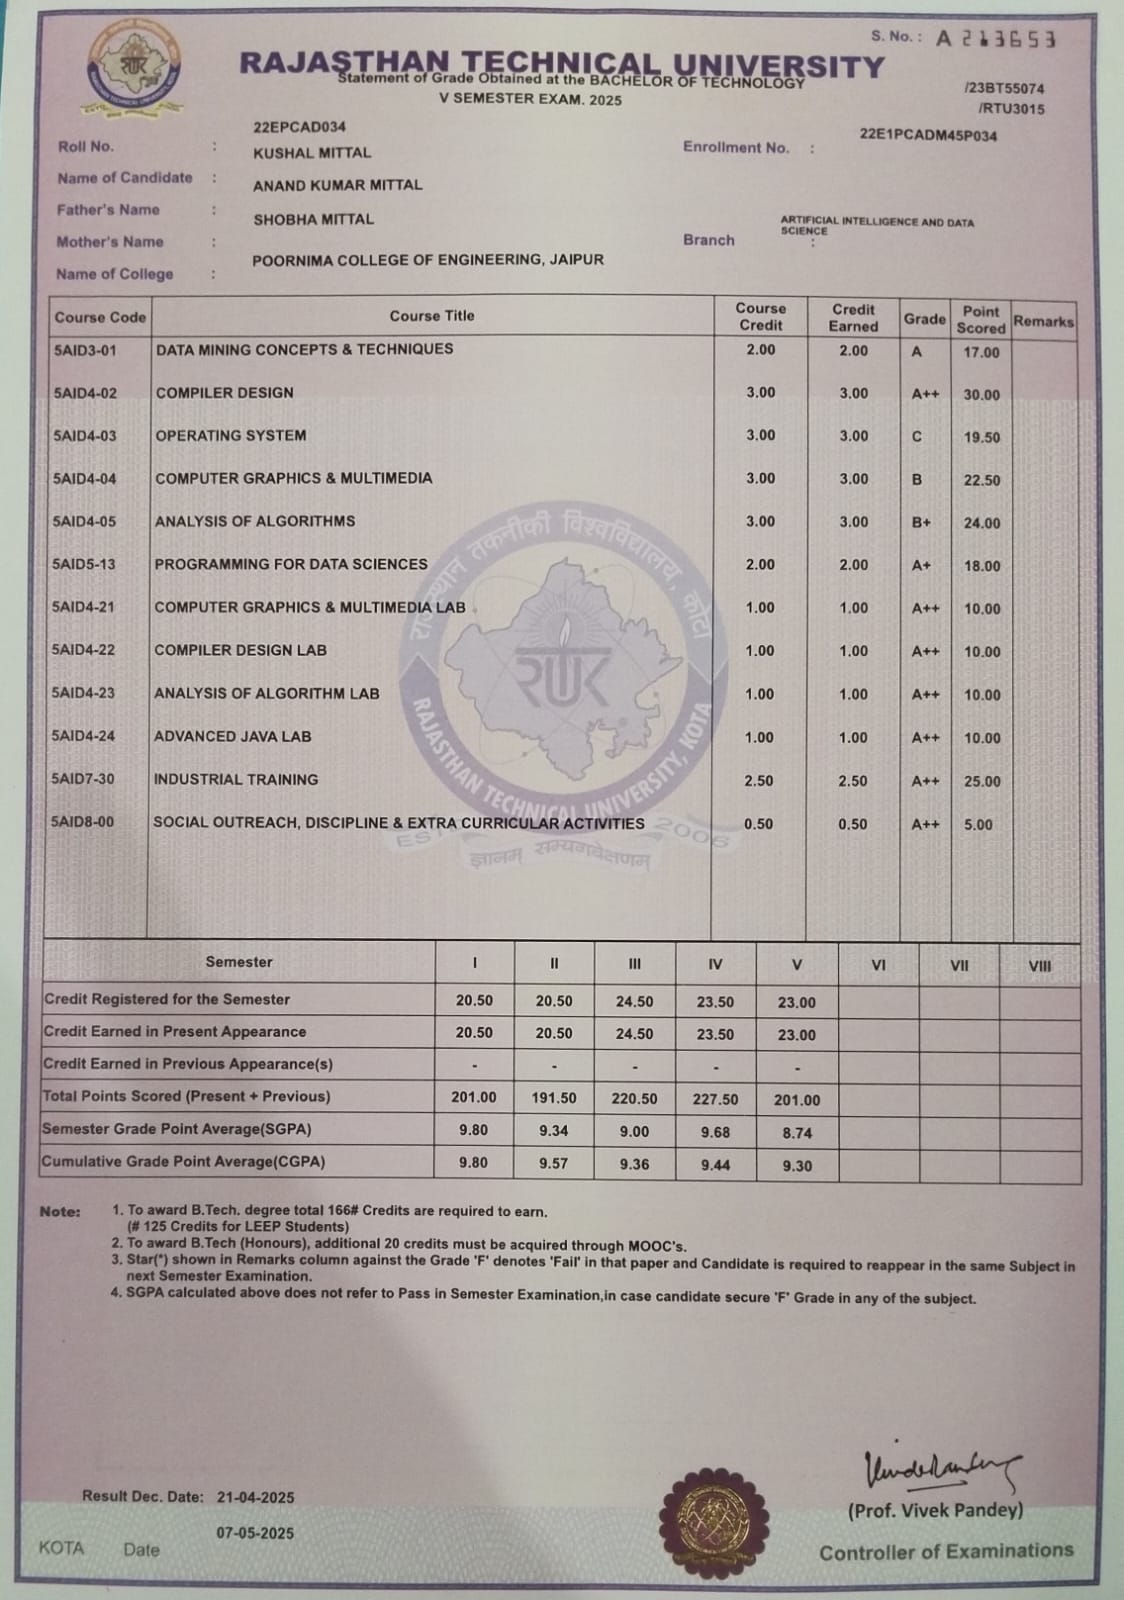 S. No. : A 213653
RAJASTHAN TECHNICAL UNIVERSITY
Statement of Grade Obtained at the BACHELOR OF TECHNOLOGY
V SEMESTER EXAM. 2025
/23BT55074
/RTU3015
Roll No. : 22EPCAD034
Enrollment No. : 22E1PCADM45P034
Name of Candidate : KUSHAL MITTAL
Father's Name : ANAND KUMAR MITTAL
Mother's Name : SHOBHA MITTAL
Branch : ARTIFICIAL INTELLIGENCE AND DATA
SCIENCE
Name of College : POORNIMA COLLEGE OF ENGINEERING, JAIPUR
Course Code Course Title Course Credit Credit Earned Grade Point Scored Remarks
5AID3-01 DATA MINING CONCEPTS & TECHNIQUES 2.00 2.00 A 17.00
5AID4-02 COMPILER DESIGN 3.00 3.00 A++ 30.00
5AID4-03 OPERATING SYSTEM 3.00 3.00 C 19.50
5AID4-04 COMPUTER GRAPHICS & MULTIMEDIA 3.00 3.00 B 22.50
5AID4-05 ANALYSIS OF ALGORITHMS 3.00 3.00 B+ 24.00
5AID5-13 PROGRAMMING FOR DATA SCIENCES 2.00 2.00 A+ 18.00
5AID4-21 COMPUTER GRAPHICS & MULTIMEDIA LAB 1.00 1.00 A++ 10.00
5AID4-22 COMPILER DESIGN LAB 1.00 1.00 A++ 10.00
5AID4-23 ANALYSIS OF ALGORITHM LAB 1.00 1.00 A++ 10.00
5AID4-24 ADVANCED JAVA LAB 1.00 1.00 A++ 10.00
5AID7-30 INDUSTRIAL TRAINING 2.50 2.50 A++ 25.00
5AID8-00 SOCIAL OUTREACH, DISCIPLINE & EXTRA CURRICULAR ACTIVITIES 0.50 0.50 A++ 5.00
राजस्थान तकनीकी विश्वविद्यालय, कोटा
RAJASTHAN TECHNICAL UNIVERSITY, KOTA
ESTD 2006
ज्ञानम् सम्यगवेक्षणम्
Semester I II III IV V VI VII VIII
Credit Registered for the Semester 20.50 20.50 24.50 23.50 23.00
Credit Earned in Present Appearance 20.50 20.50 24.50 23.50 23.00
Credit Earned in Previous Appearance(s) - - - - -
Total Points Scored (Present + Previous) 201.00 191.50 220.50 227.50 201.00
Semester Grade Point Average(SGPA) 9.80 9.34 9.00 9.68 8.74
Cumulative Grade Point Average(CGPA) 9.80 9.57 9.36 9.44 9.30
Note: 1. To award B.Tech. degree total 166# Credits are required to earn.
(# 125 Credits for LEEP Students)
2. To award B.Tech (Honours), additional 20 credits must be acquired through MOOC's.
3. Star(*) shown in Remarks column against the Grade 'F' denotes 'Fail' in that paper and Candidate is required to reappear in the same Subject in
next Semester Examination.
4. SGPA calculated above does not refer to Pass in Semester Examination,in case candidate secure 'F' Grade in any of the subject.
Result Dec. Date: 21-04-2025
(Prof. Vivek Pandey)
07-05-2025
KOTA Date
Controller of Examinations